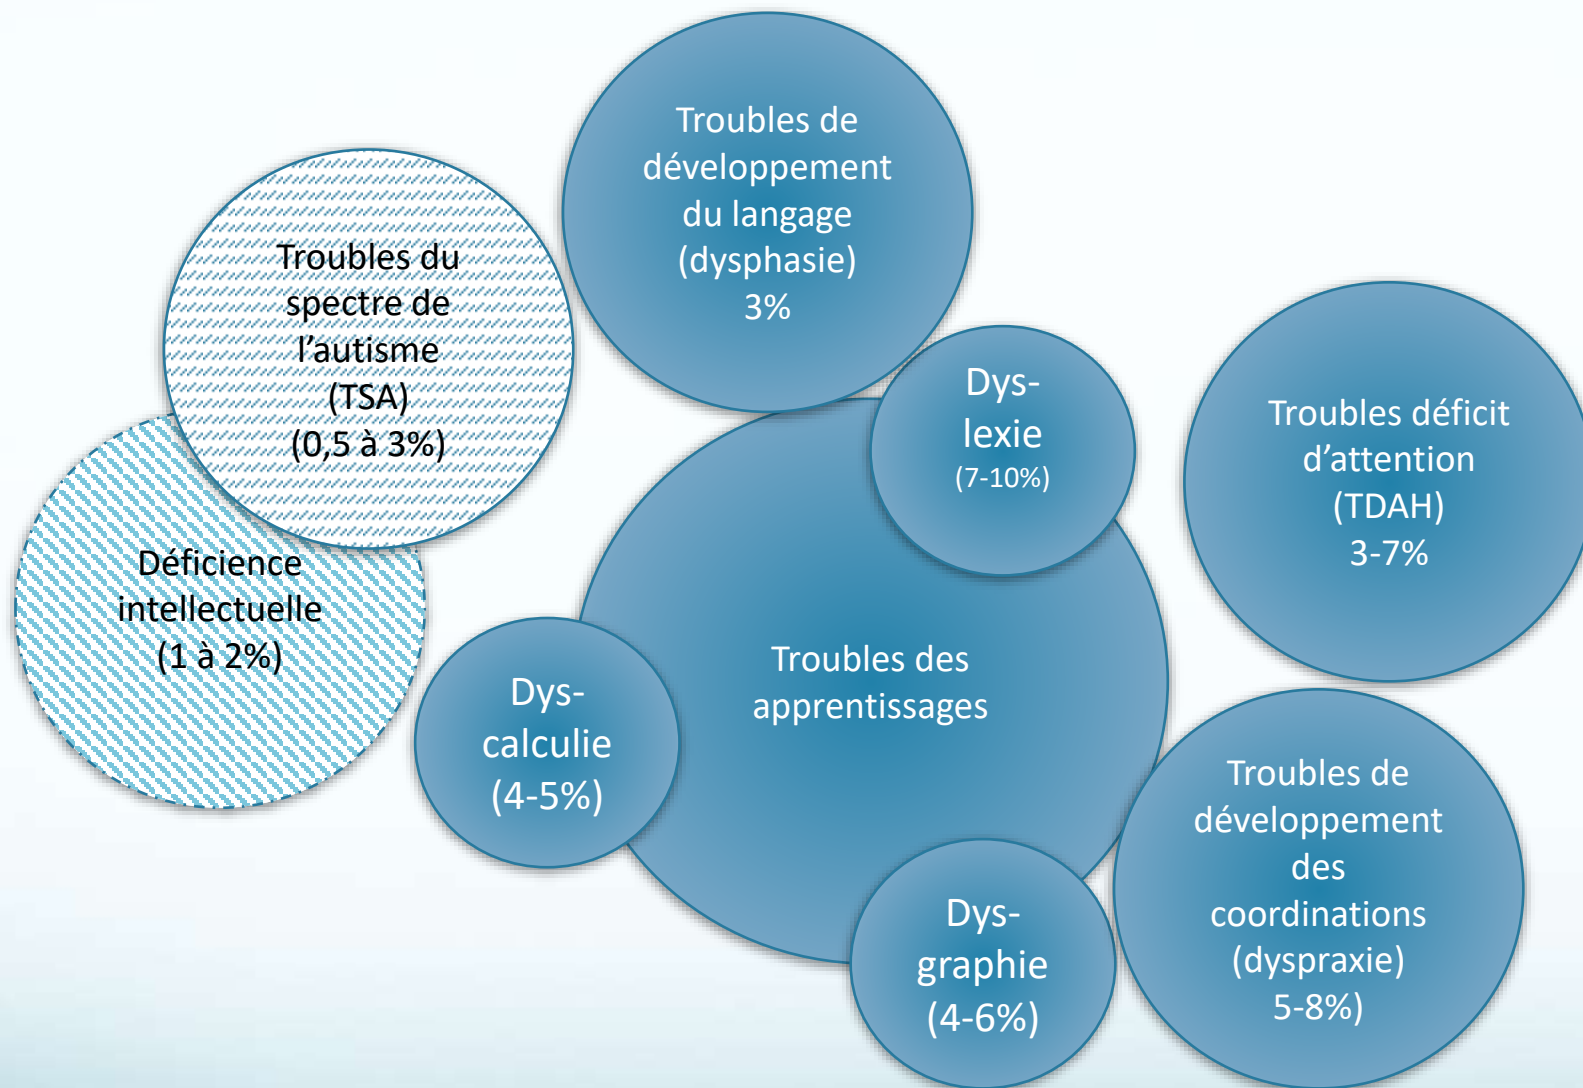 Troubles de
développement
du langage
(dysphasie)
3%
Troubles du
spectre de
l’autisme
(TSA)
(0,5 à 3%)
Dys-
lexie
(7-10%)
Troubles déficit
d’attention
(TDAH)
3-7%
Déficience
intellectuelle
(1 à 2%)
Troubles des
apprentissages
Dys-
calculie
(4-5%)
Troubles de
développement
des
coordinations
(dyspraxie)
5-8%)
Dys-
graphie
(4-6%)